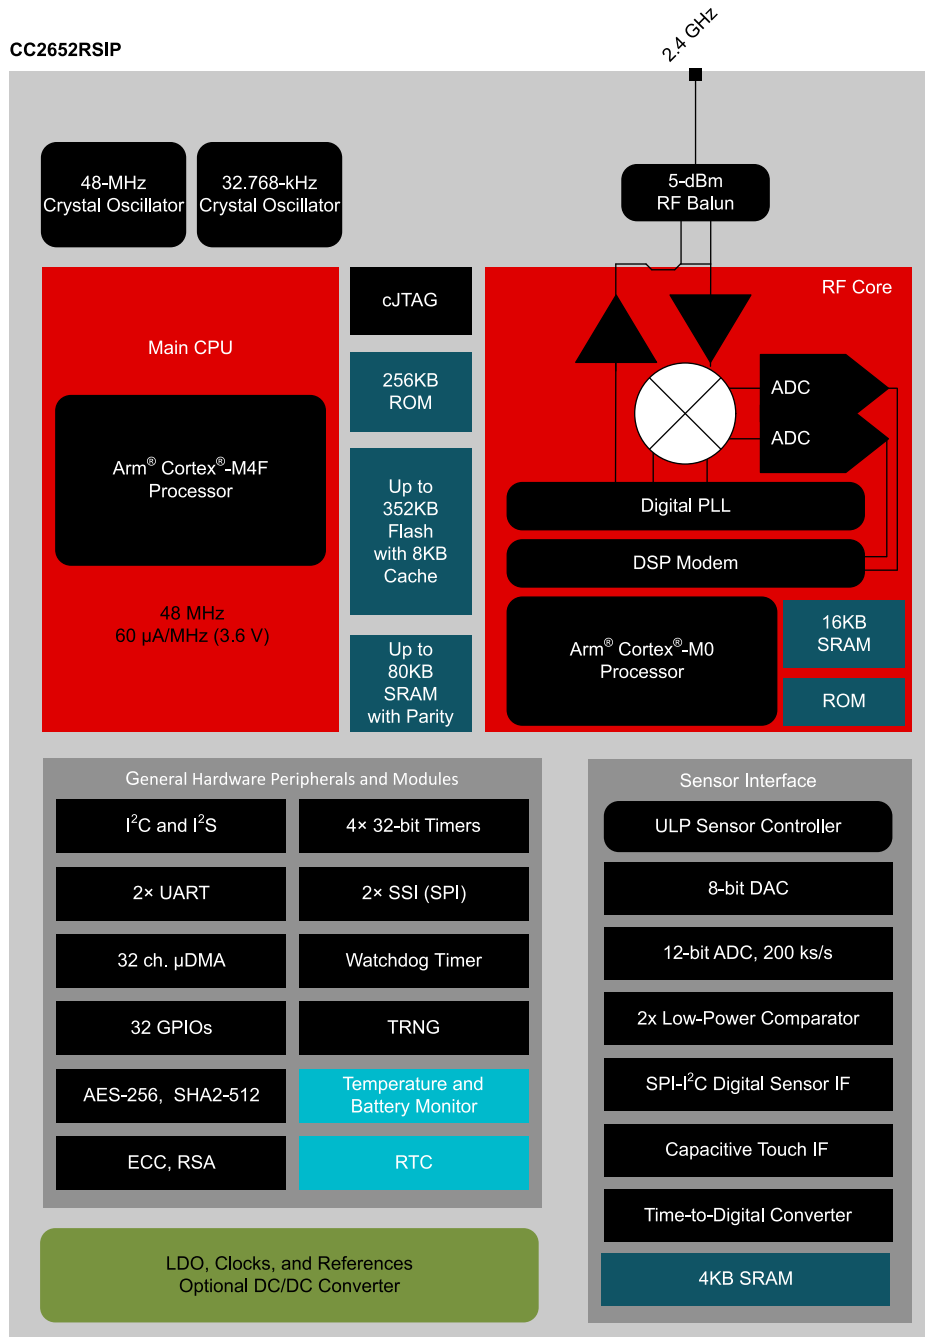 CC2652RSIP
2.4 GHz
48-MHz
Crystal Oscillator
32.768-kHz
Crystal Oscillator
5-dBm
RF Balun
Main CPU
Arm® Cortex®-M4F
Processor
48 MHz
60 µA/MHz (3.6 V)
cJTAG
256KB
ROM
Up to
352KB
Flash
with 8KB
Cache
Up to
80KB
SRAM
with Parity
RF Core
ADC
ADC
Digital PLL
DSP Modem
Arm® Cortex®-M0
Processor
16KB
SRAM
ROM
General Hardware Peripherals and Modules
I²C and I²S
4× 32-bit Timers
2× UART
2× SSI (SPI)
32 ch. µDMA
Watchdog Timer
32 GPIOs
TRNG
AES-256, SHA2-512
Temperature and
Battery Monitor
ECC, RSA
RTC
LDO, Clocks, and References
Optional DC/DC Converter
Sensor Interface
ULP Sensor Controller
8-bit DAC
12-bit ADC, 200 ks/s
2x Low-Power Comparator
SPI-I²C Digital Sensor IF
Capacitive Touch IF
Time-to-Digital Converter
4KB SRAM